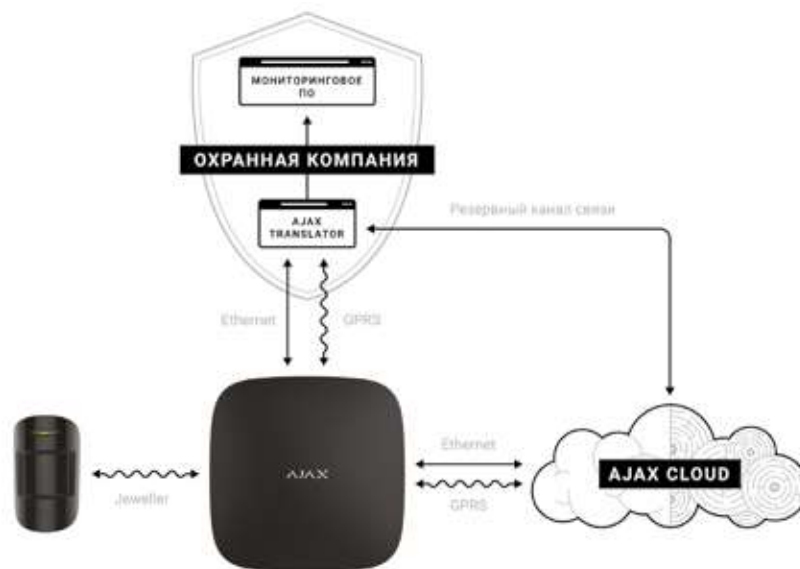 МОНИТОРИНГОВОЕ
ПО
ОХРАННАЯ КОМПАНИЯ
AJAX
TRANSLATOR
Резервный канал связи
Ethernet
GPRS
AJAX
Jeweller
Ethernet
GPRS
AJAX CLOUD